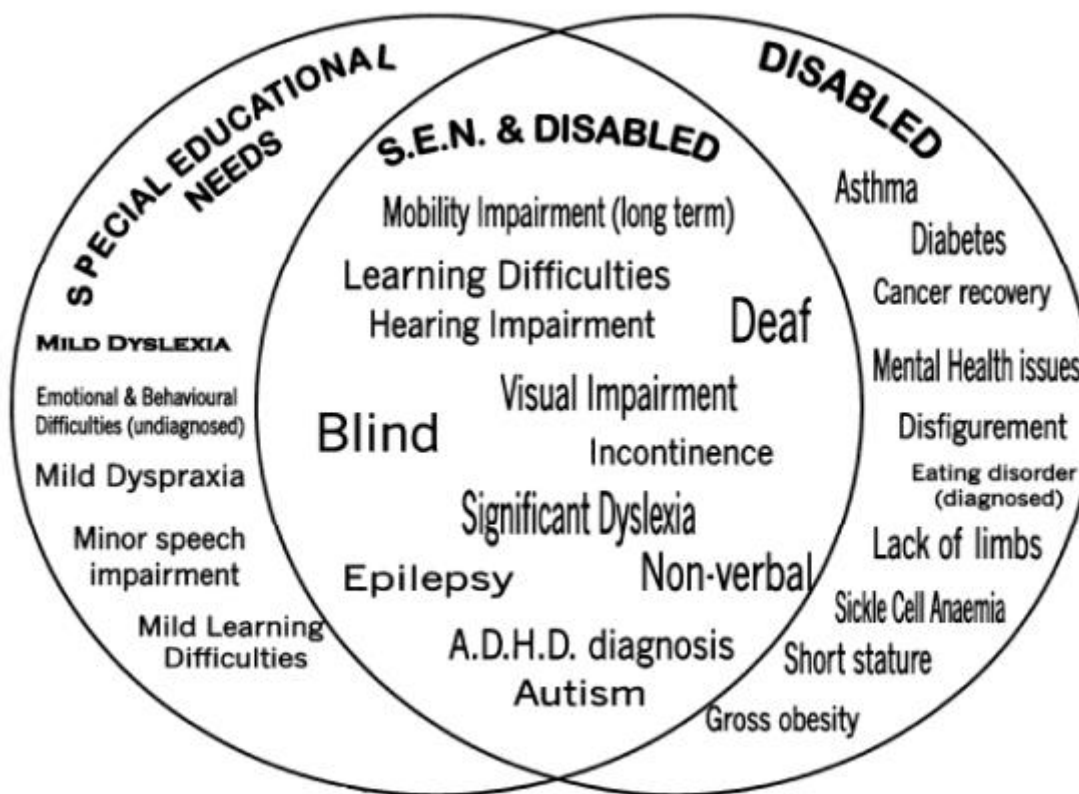 SPECIAL EDUCATIONAL
NEEDS
MILD DYSLEXIA
Emotional & Behavioural
Difficulties (undiagnosed)
Mild Dyspraxia
Minor speech
impairment
Mild Learning
Difficulties
S.E.N. & DISABLED
Mobility Impairment (long term)
Learning Difficulties
Hearing Impairment
Deaf
Visual Impairment
Blind
Incontinence
Significant Dyslexia
Epilepsy
Non-verbal
A.D.H.D. diagnosis
Autism
DISABLED
Asthma
Diabetes
Cancer recovery
Mental Health issues
Disfigurement
Eating disorder
(diagnosed)
Lack of limbs
Sickle Cell Anaemia
Short stature
Gross obesity